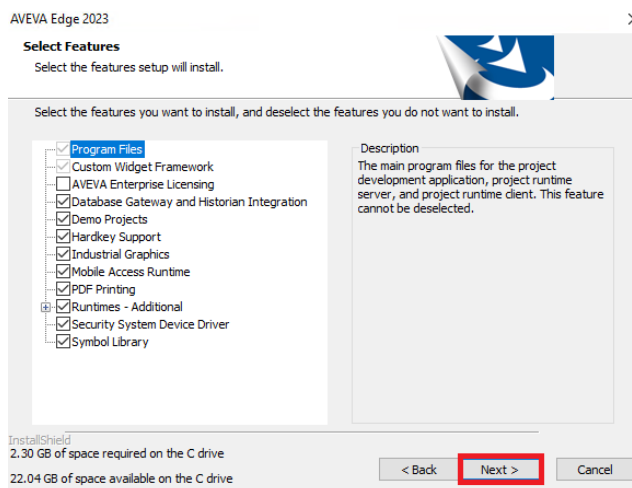 AVEVA Edge 2023
Select Features
Select the features setup will install.
Select the features you want to install, and deselect the features you do not want to install.
Program Files
Custom Widget Framework
AVEVA Enterprise Licensing
Database Gateway and Historian Integration
Demo Projects
Hardkey Support
Industrial Graphics
Mobile Access Runtime
PDF Printing
Runtimes - Additional
Security System Device Driver
Symbol Library
Description
The main program files for the project
development application, project runtime
server, and project runtime client. This feature
cannot be deselected.
InstallShield
2.30 GB of space required on the C drive
22.04 GB of space available on the C drive
< Back
Next >
Cancel